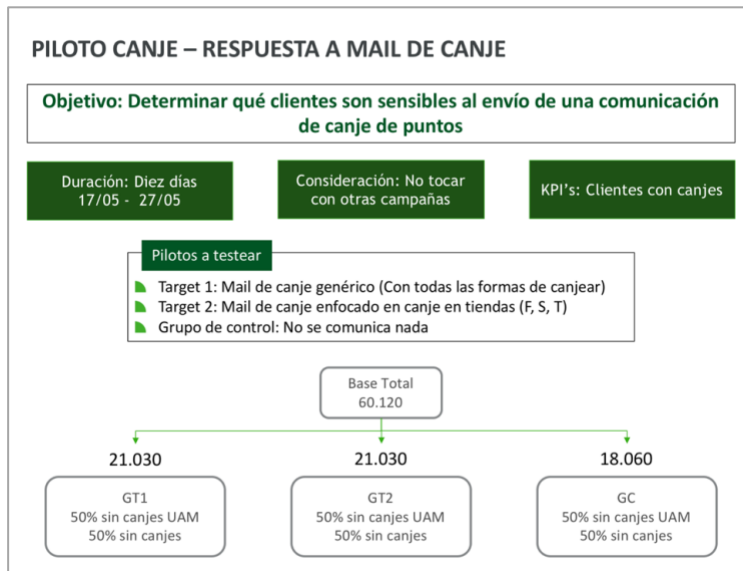 PILOTO CANJE – RESPUESTA A MAIL DE CANJE
Objetivo: Determinar qué clientes son sensibles al envío de una comunicación
de canje de puntos
Duración: Diez días
17/05 - 27/05
Consideración: No tocar
con otras campañas
KPI's: Clientes con canjes
Pilotos a testear
Target 1: Mail de canje genérico (Con todas las formas de canjear)
Target 2: Mail de canje enfocado en canje en tiendas (F, S, T)
Grupo de control: No se comunica nada
Base Total
60.120
21.030
21.030
18.060
GT1
50% sin canjes UAM
50% sin canjes
GT2
50% sin canjes UAM
50% sin canjes
GC
50% sin canjes UAM
50% sin canjes